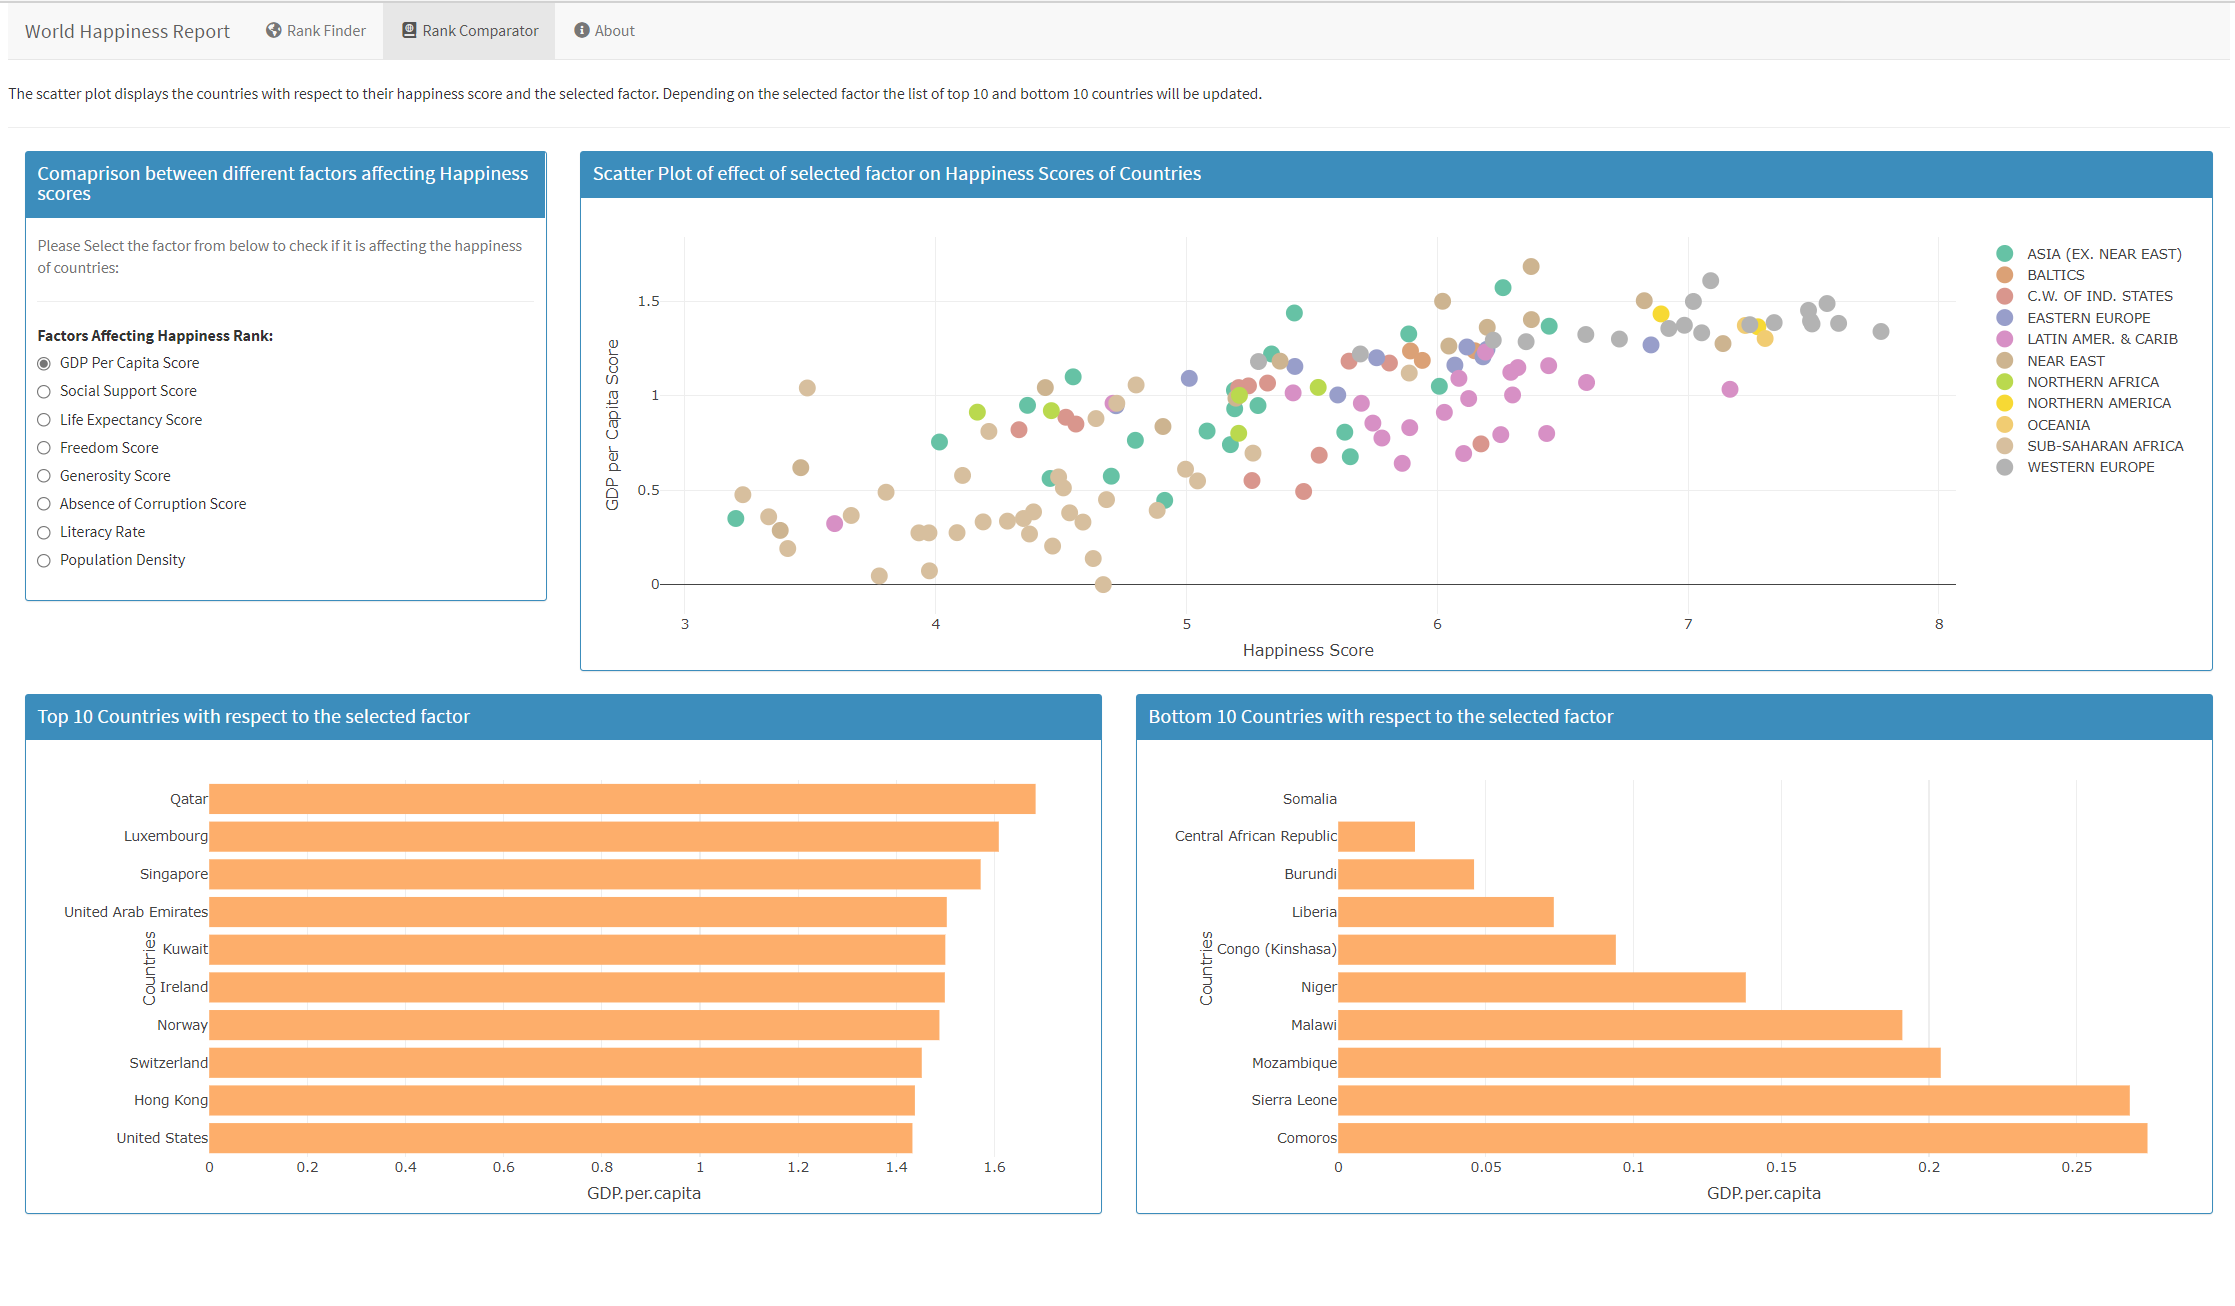 World Happiness Report
Rank Finder
Rank Comparator
About
The scatter plot displays the countries with respect to their happiness score and the selected factor. Depending on the selected factor the list of top 10 and bottom 10 countries will be updated.
Comaprison between different factors affecting Happiness
scores
Please Select the factor from below to check if it is affecting the happiness
of countries:
Factors Affecting Happiness Rank:
GDP Per Capita Score
Social Support Score
Life Expectancy Score
Freedom Score
Generosity Score
Absence of Corruption Score
Literacy Rate
Population Density
Scatter Plot of effect of selected factor on Happiness Scores of Countries
GDP per Capita Score
1.5
1
0.5
0
3 4 5 6 7 8
Happiness Score
ASIA (EX. NEAR EAST)
BALTICS
C.W. OF IND. STATES
EASTERN EUROPE
LATIN AMER. & CARIB
NEAR EAST
NORTHERN AFRICA
NORTHERN AMERICA
OCEANIA
SUB-SAHARAN AFRICA
WESTERN EUROPE
Top 10 Countries with respect to the selected factor
Countries
Qatar
Luxembourg
Singapore
United Arab Emirates
Kuwait
Ireland
Norway
Switzerland
Hong Kong
United States
0 0.2 0.4 0.6 0.8 1 1.2 1.4 1.6
GDP.per.capita
Bottom 10 Countries with respect to the selected factor
Countries
Somalia
Central African Republic
Burundi
Liberia
Congo (Kinshasa)
Niger
Malawi
Mozambique
Sierra Leone
Comoros
0 0.05 0.1 0.15 0.2 0.25
GDP.per.capita